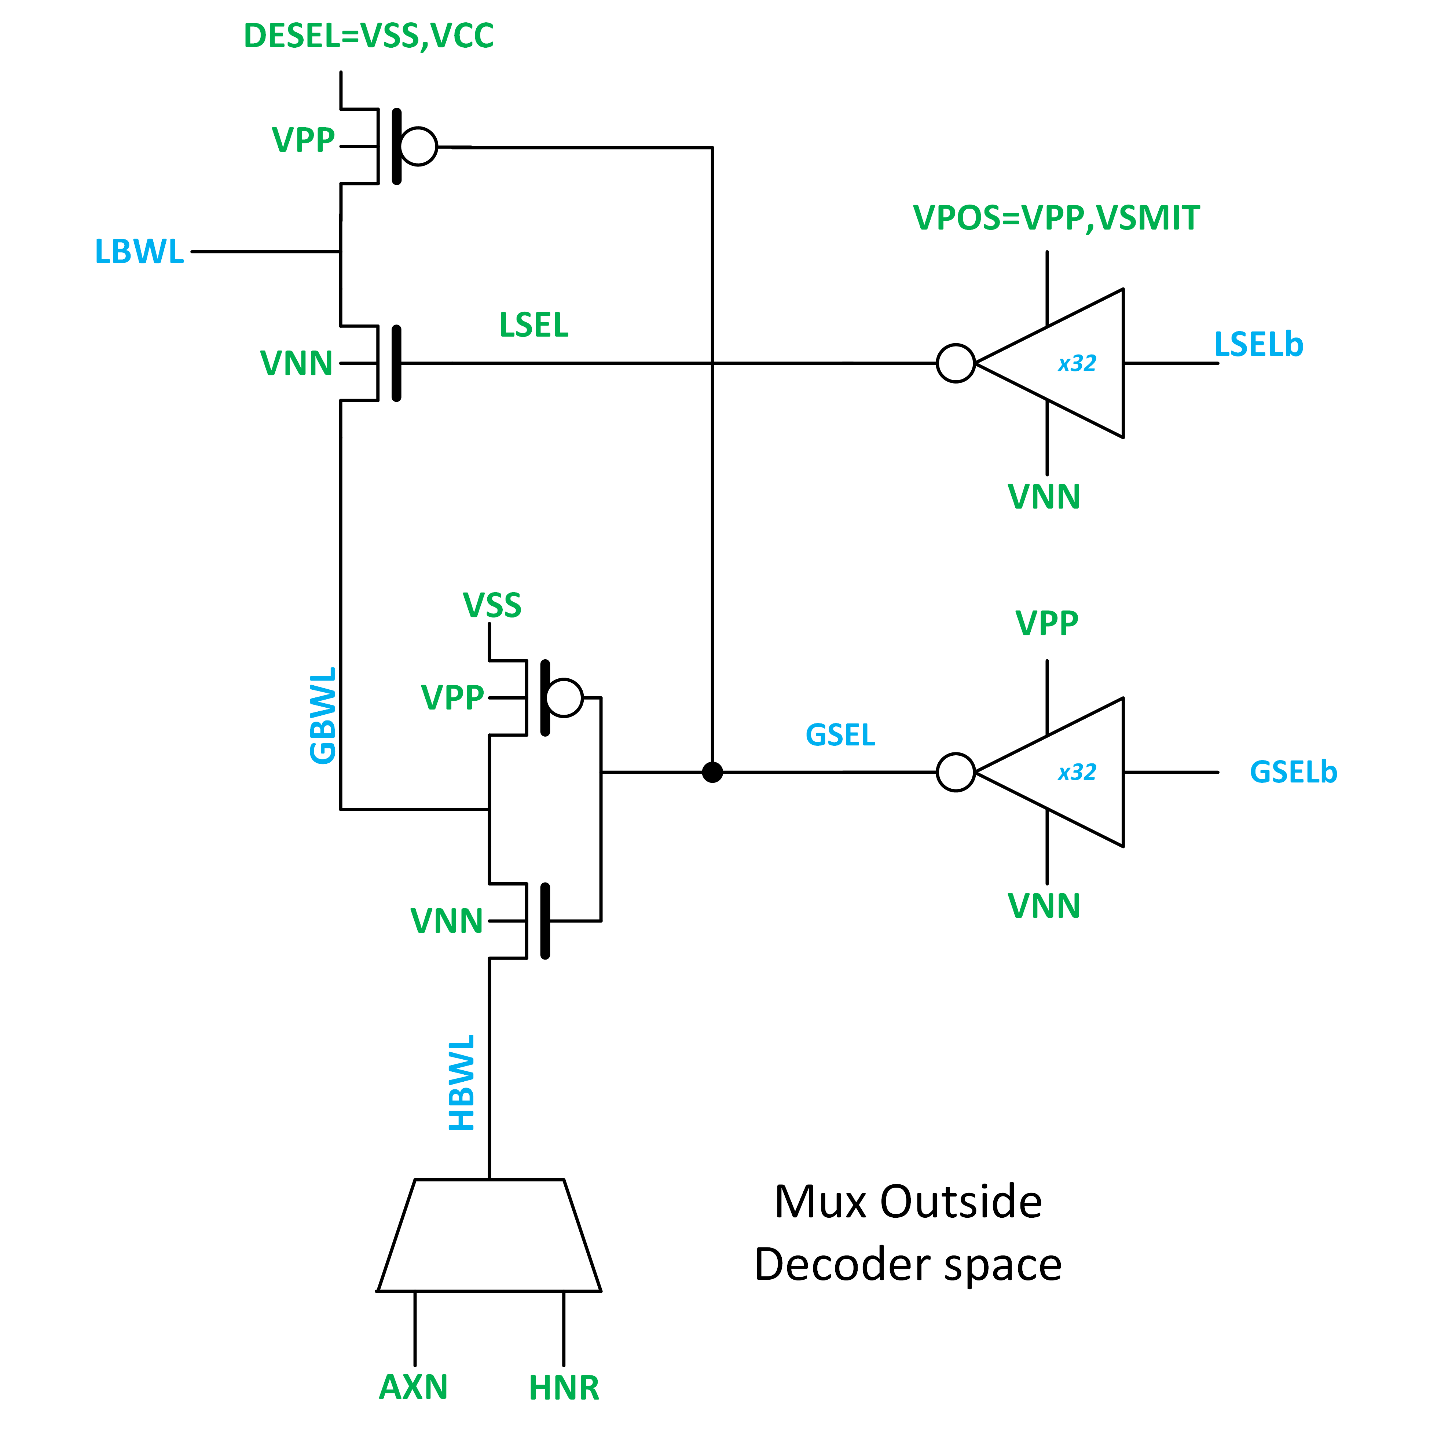 DESEL=VSS,VCC
VPP
VPOS=VPP,VSMIT
LBWL
LSEL
LSELb
VNN
x32
VNN
VSS
VPP
VPP
GBWL
GSEL
x32
GSELb
VNN
VNN
HBWL
Mux Outside
Decoder space
AXN
HNR